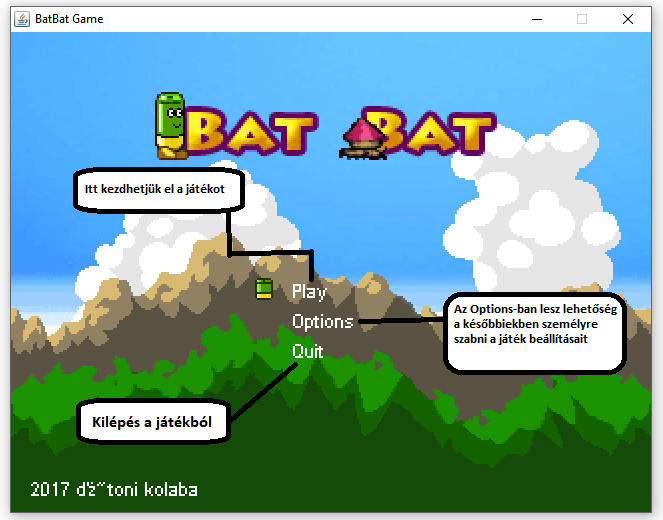 BatBat Game
BAT BAT
Itt kezdhetjük el a játékot
Play
Options
Quit
Az Options-ban lesz lehetőség
a későbbiekben személyre
szabni a játék beállításait
Kilépés a játékból
2017 toni kolaba